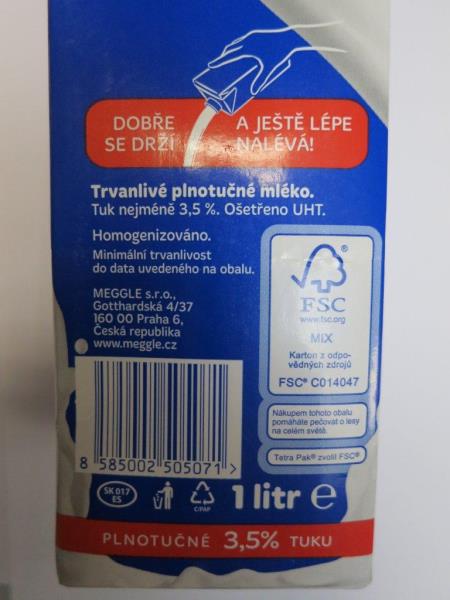 DOBŘE
SE DRŽÍ
A JEŠTĚ LÉPE
NALÉVÁ!
Trvanlivé plnotučné mléko.
Tuk nejméně 3,5 %. Ošetřeno UHT.
Homogenizováno.
Minimální trvanlivost
do data uvedeného na obalu.
MEGGLE s.r.o.,
Gotthardská 4/37
160 00 Praha 6,
Česká republika
www.meggle.cz
®
FSC
www.fsc.org
MIX
Karton z odpo-
vědných zdrojů
FSC® C014047
Nákupem tohoto obalu
pomáháte pečovat o lesy
na celém světě.
Tetra Pak® zvolil FSC®
8 585002 505071 >
SK 017
ES
C/PAP
1 litr ℮
PLNOTUČNÉ 3,5% TUKU